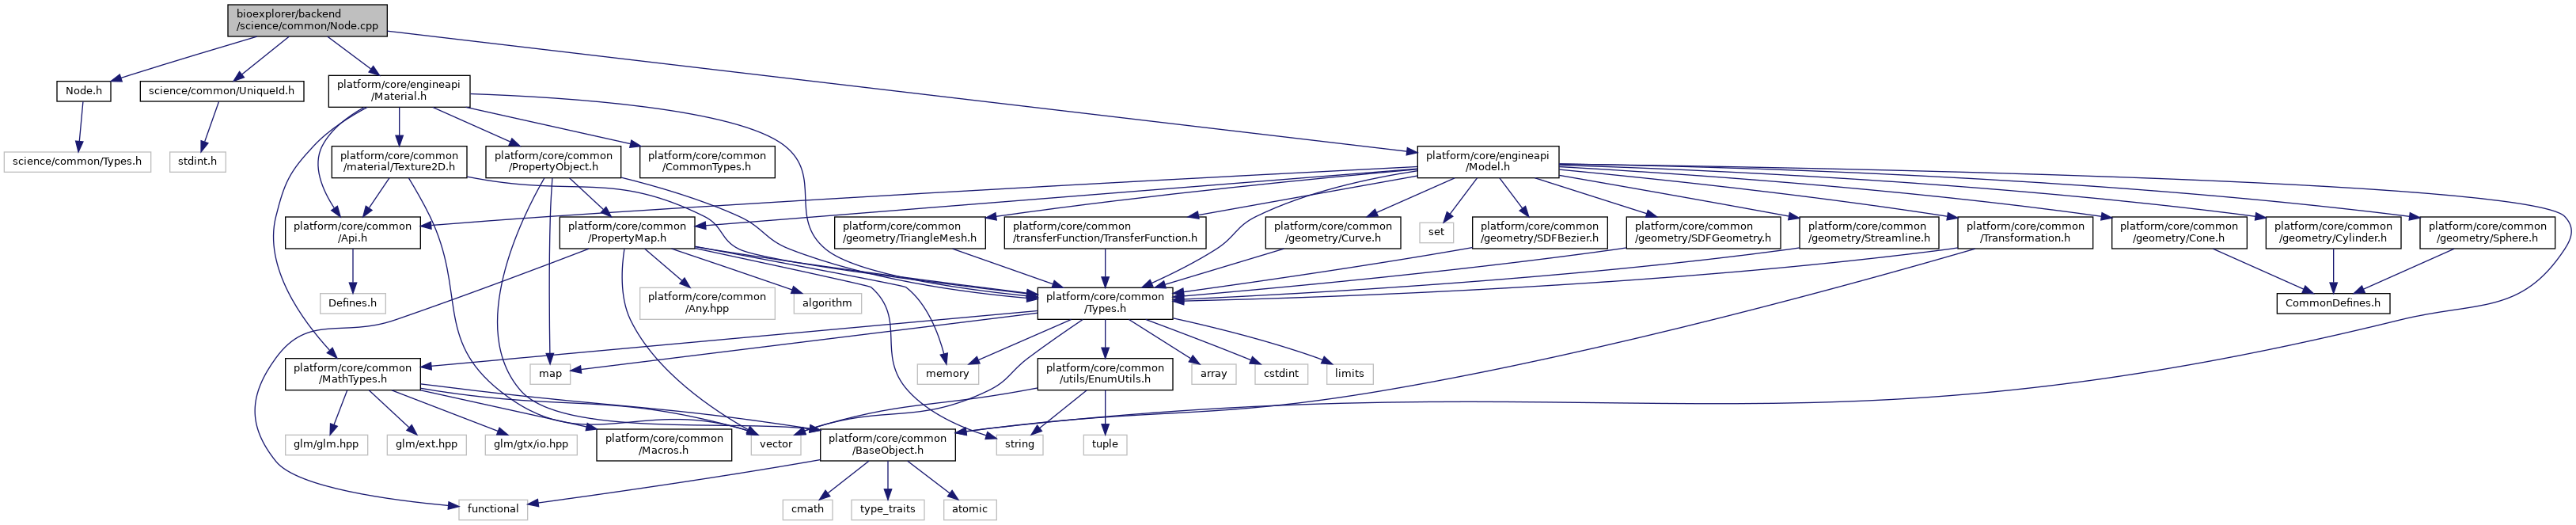 bioexplorer/backend
/science/common/Node.cpp
Node.h
science/common/UniqueId.h
platform/core/engineapi
/Material.h
science/common/Types.h
stdint.h
platform/core/common
/material/Texture2D.h
platform/core/common
/PropertyObject.h
platform/core/common
/CommonTypes.h
platform/core/engineapi
/Model.h
platform/core/common
/Api.h
platform/core/common
/PropertyMap.h
platform/core/common
/geometry/TriangleMesh.h
platform/core/common
/transferFunction/TransferFunction.h
platform/core/common
/geometry/Curve.h
set
platform/core/common
/geometry/SDFBezier.h
platform/core/common
/geometry/SDFGeometry.h
platform/core/common
/geometry/Streamline.h
platform/core/common
/Transformation.h
platform/core/common
/geometry/Cone.h
platform/core/common
/geometry/Cylinder.h
platform/core/common
/geometry/Sphere.h
Defines.h
platform/core/common
/Any.hpp
algorithm
platform/core/common
/Types.h
CommonDefines.h
platform/core/common
/MathTypes.h
map
memory
platform/core/common
/utils/EnumUtils.h
array
cstdint
limits
glm/glm.hpp
glm/ext.hpp
glm/gtx/io.hpp
platform/core/common
/Macros.h
vector
platform/core/common
/BaseObject.h
string
tuple
functional
cmath
type_traits
atomic